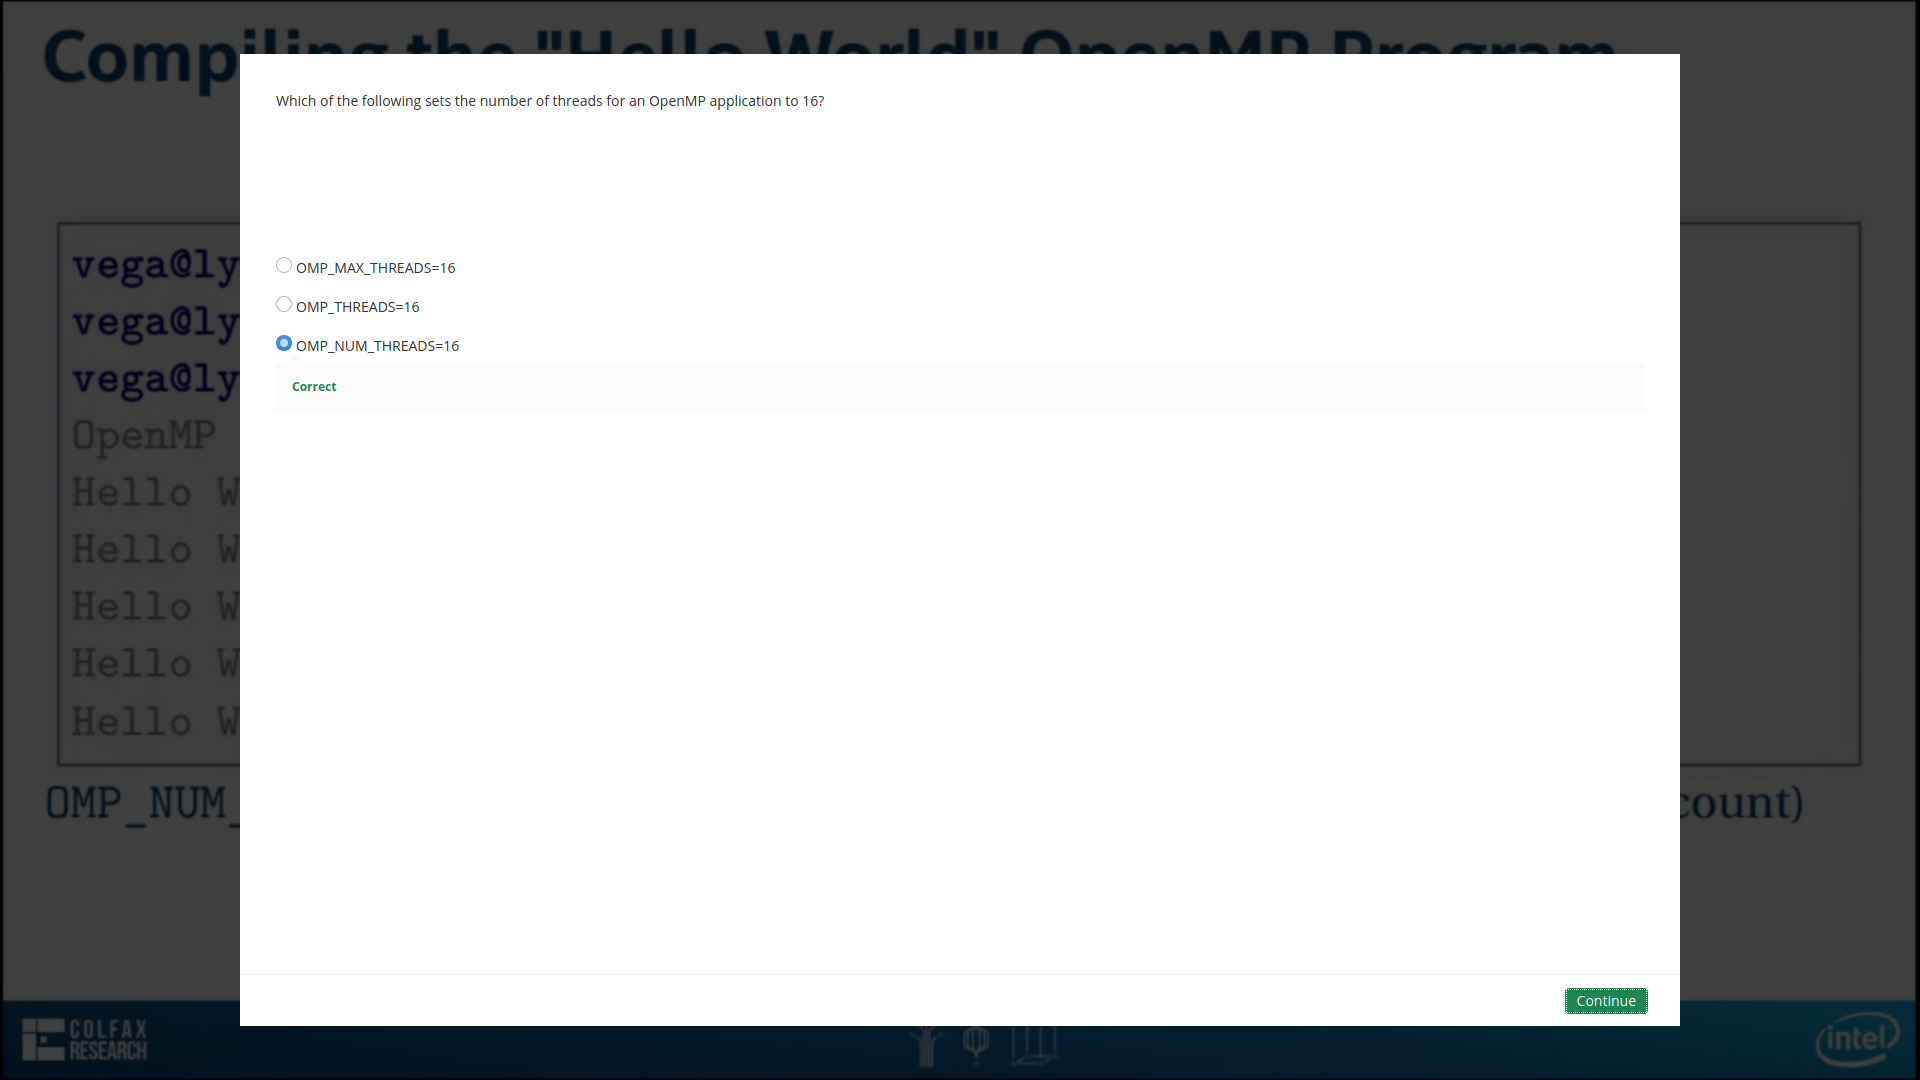 Compiling the "Hello World" OpenMP Program
Which of the following sets the number of threads for an OpenMP application to 16?
vega@ly
OMP_MAX_THREADS=16
vega@ly
OMP_THREADS=16
OMP_NUM_THREADS=16
vega@ly
Correct
OpenMP
Hello W
Hello W
Hello W
Hello W
Hello W
OMP_NUM_ count)
Continue
COLFAX
RESEARCH
intel